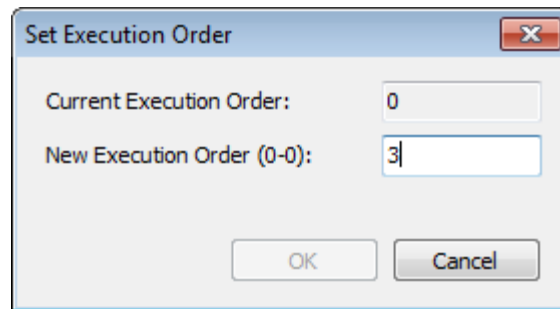 Set Execution Order
Current Execution Order: 0
New Execution Order (0-0): 3
OK Cancel